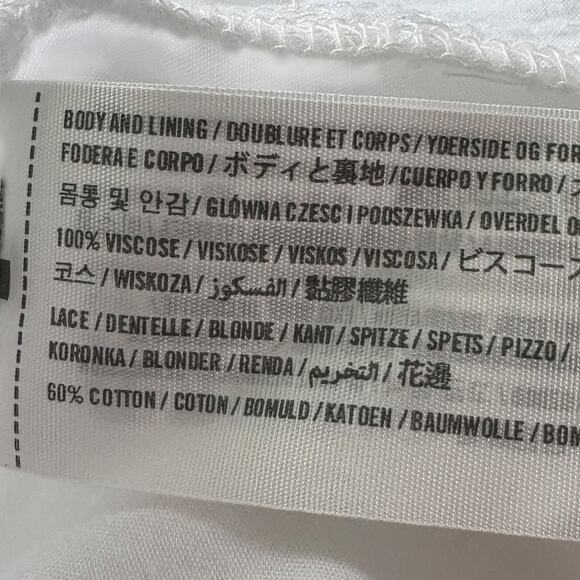 BODY AND LINING / DOUBLURE ET CORPS / YDERSIDE OG FOR
FODERA E CORPO / ボディと裏地 / CUERPO Y FORRO /
몸통 및 안감 / GLÓWNA CZESC I PODSZEWKA / OVERDEL O
100% VISCOSE / VISKOSE / VISKOS / VISCOSA / ビスコース
코스 / WISKOZA / الفسكوز / 黏膠纖維
LACE / DENTELLE / BLONDE / KANT / SPITZE / SPETS / PIZZO /
KORONKA / BLONDER / RENDA / التخريم / 花邊
60% COTTON / COTON / BOMULD / KATOEN / BAUMWOLLE / BOM